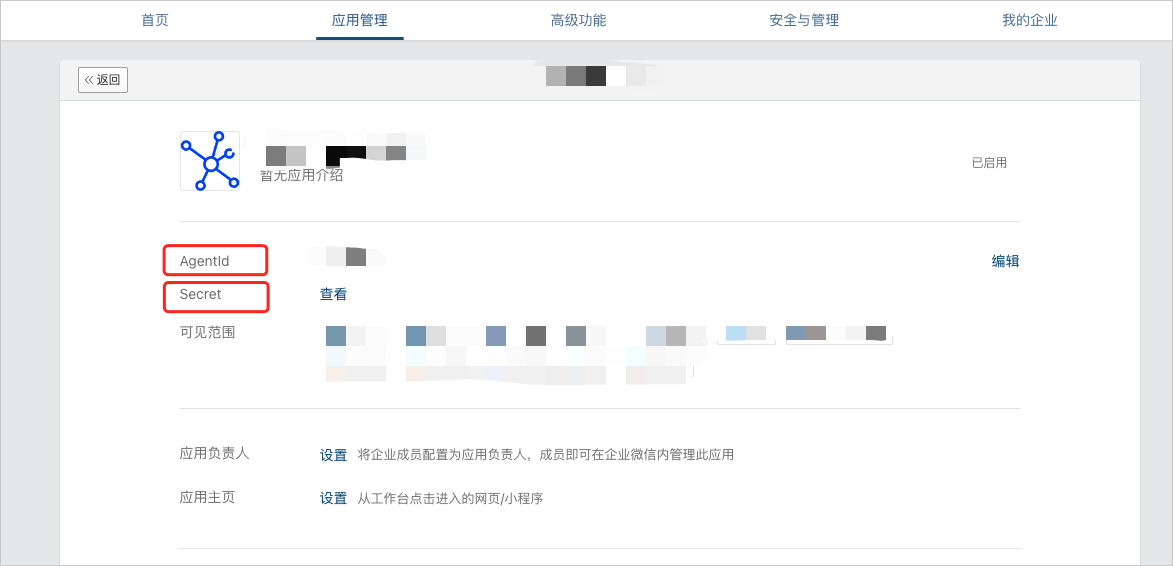 首页 应用管理 高级功能 安全与管理 我的企业
« 返回
暂无应用介绍
已启用
AgentId 编辑
Secret 查看
可见范围
应用负责人 设置 将企业成员配置为应用负责人，成员即可在企业微信内管理此应用
应用主页 设置 从工作台点击进入的网页/小程序